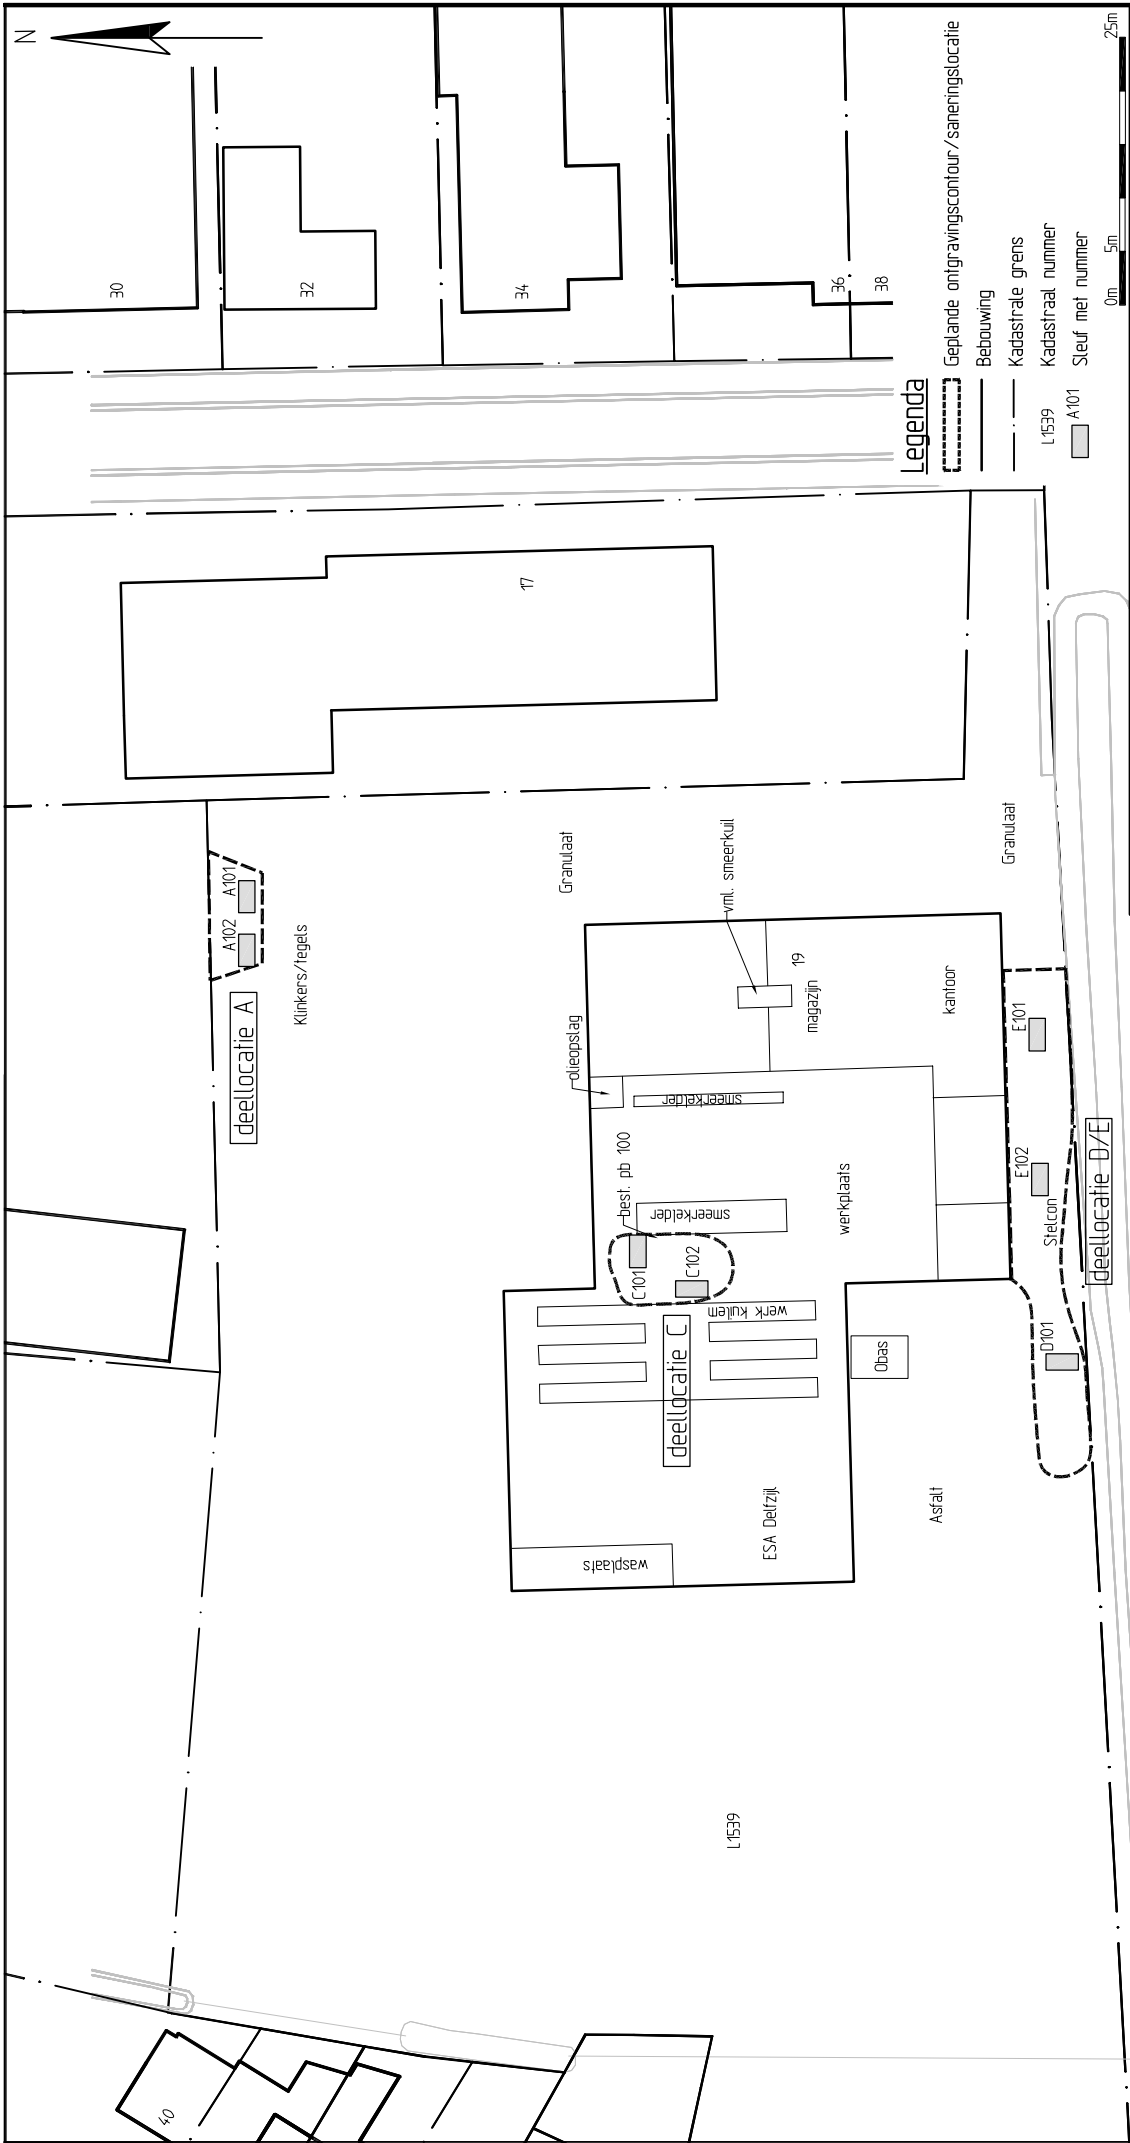 N
30
32
34
36
38
17
Legenda
Geplande ontgravingscontour/saneringslocatie
Bebouwing
Kadastrale grens
L1539 Kadastraal nummer
A101 Sleuf met nummer
0m 5m 25m
A101
A102
deellocatie A
Klinkers/tegels
Granulaat
Granulaat
vml. smeerkuil
19
magazijn
kantoor
olieopslag
smeerkelder
best. pb 100
smeerkelder
werkplaats
C101
C102
werk kuilem
deellocatie C
Obas
E101
E102
Stelcon
D101
deellocatie D/E
Asfalt
ESA Delfzijl
wasplaats
L1539
40